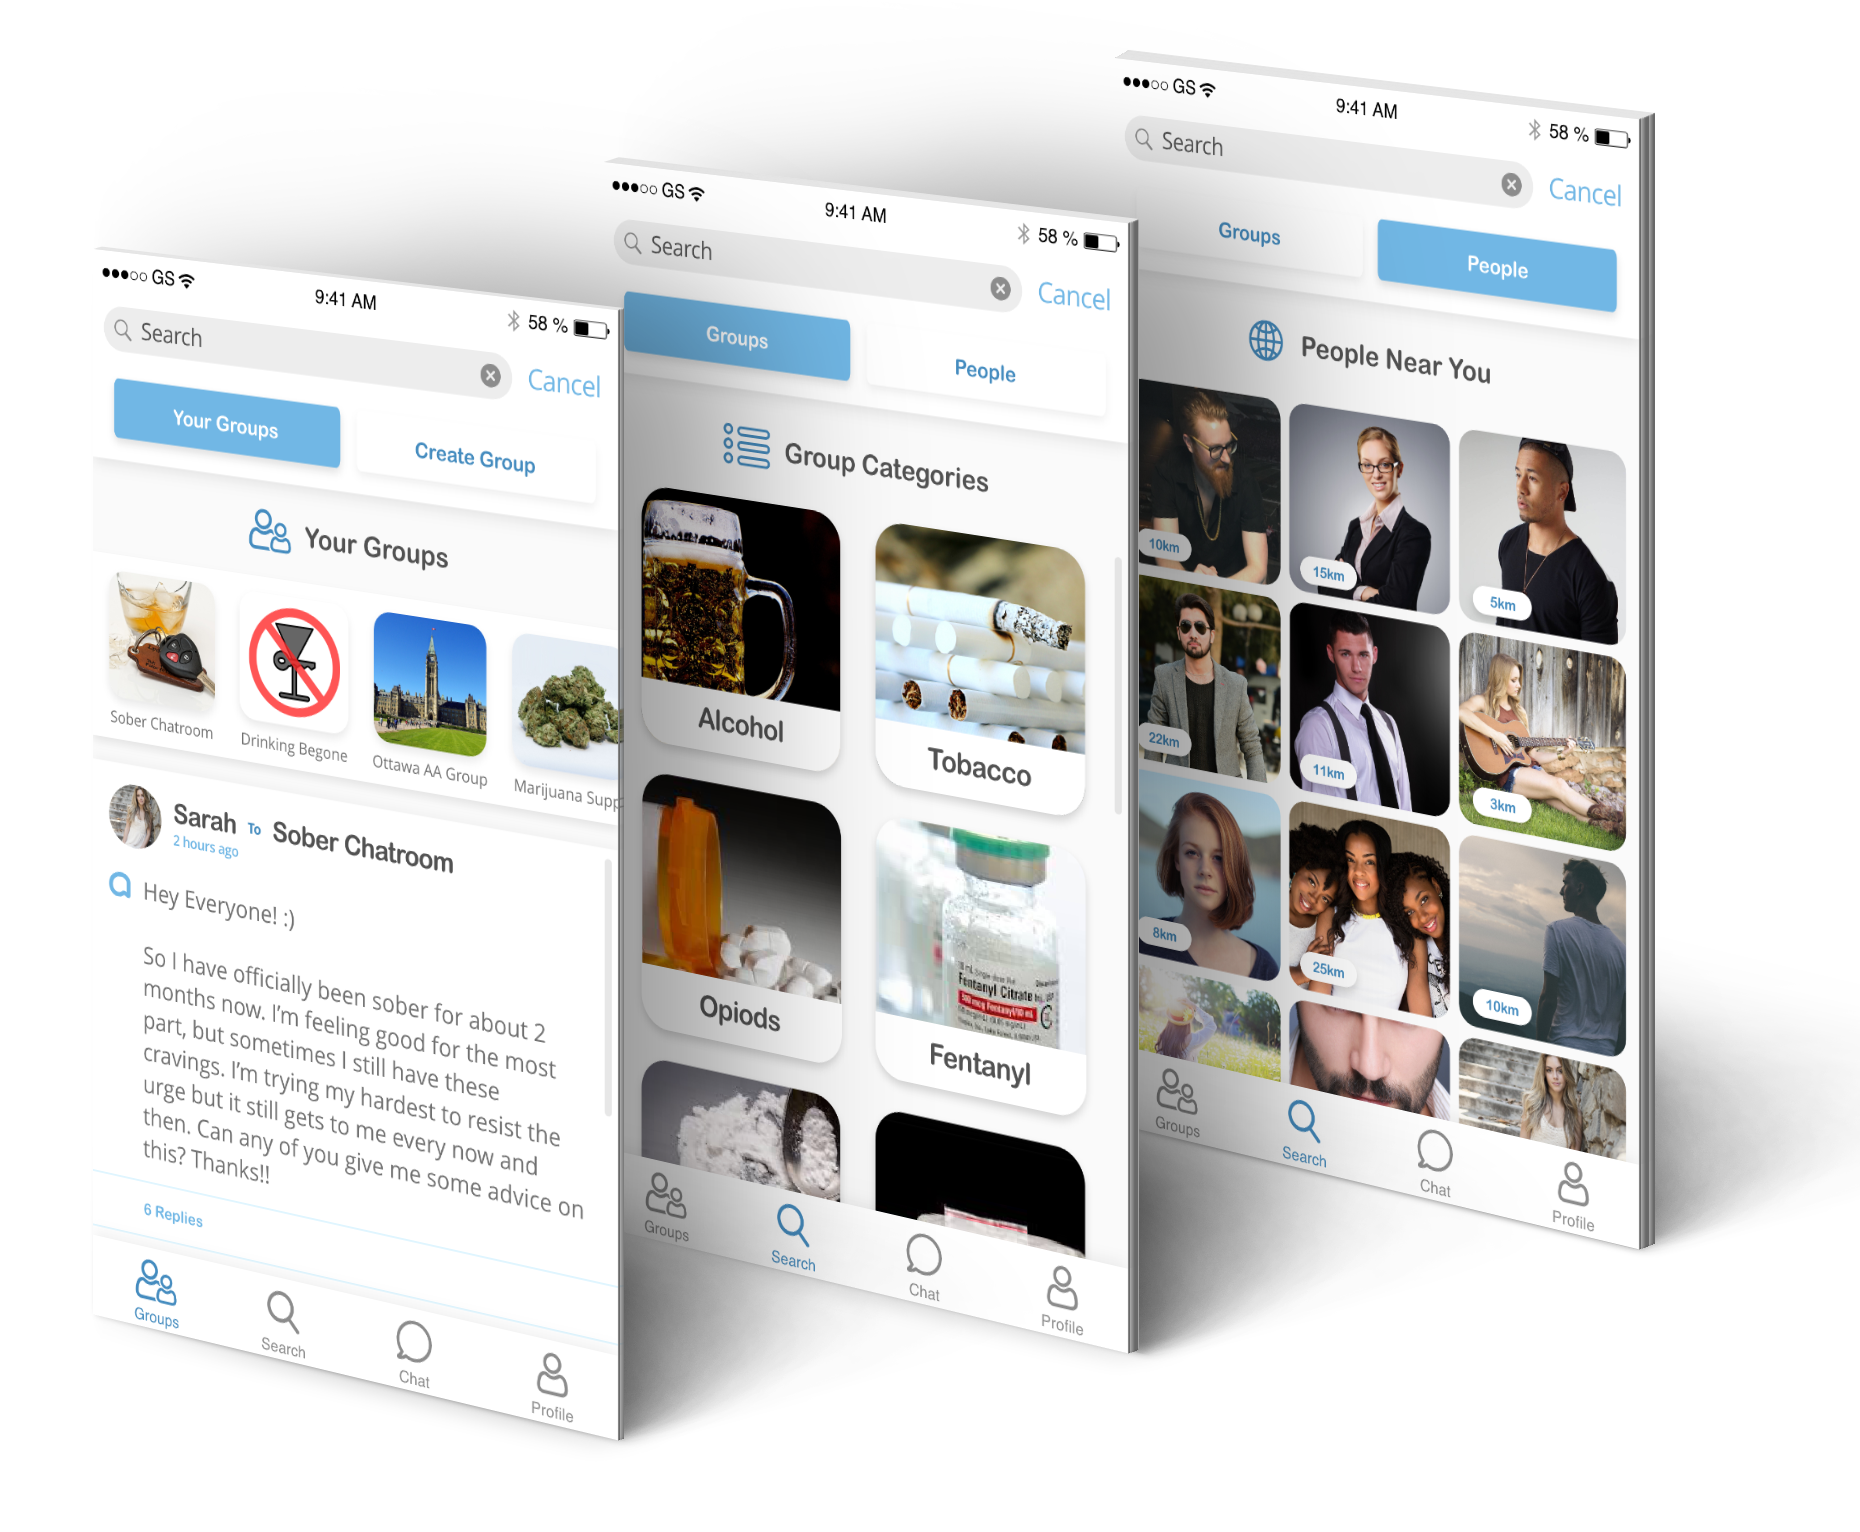 GS
9:41 AM
58 %
Search
Cancel
Your Groups
Create Group
Your Groups
Sober Chatroom
Drinking Begone
Ottawa AA Group
Marijuana Supp
Sarah To Sober Chatroom
2 hours ago
Hey Everyone! :)
So I have officially been sober for about 2
months now. I'm feeling good for the most
part, but sometimes I still have these
cravings. I'm trying my hardest to resist the
urge but it still gets to me every now and
then. Can any of you give me some advice on
this? Thanks!!
6 Replies
Groups
Search
Chat
Profile
GS
9:41 AM
58 %
Search
Cancel
Groups
People
Group Categories
Alcohol
Tobacco
Opiods
Fentanyl Citrate
Fentanyl
Groups
Search
Chat
Profile
GS
9:41 AM
58 %
Search
Cancel
Groups
People
People Near You
10km
15km
5km
22km
11km
3km
8km
25km
10km
Groups
Search
Chat
Profile